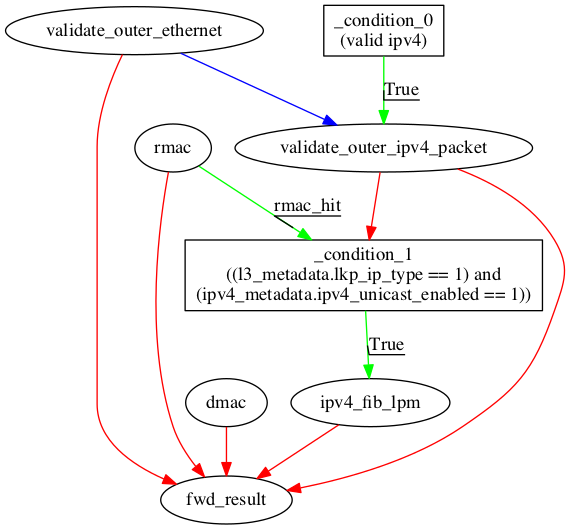 validate_outer_ethernet
_condition_0
(valid ipv4)
True
rmac
validate_outer_ipv4_packet
rmac_hit
_condition_1
((l3_metadata.lkp_ip_type == 1) and
(ipv4_metadata.ipv4_unicast_enabled == 1))
True
dmac
ipv4_fib_lpm
fwd_result